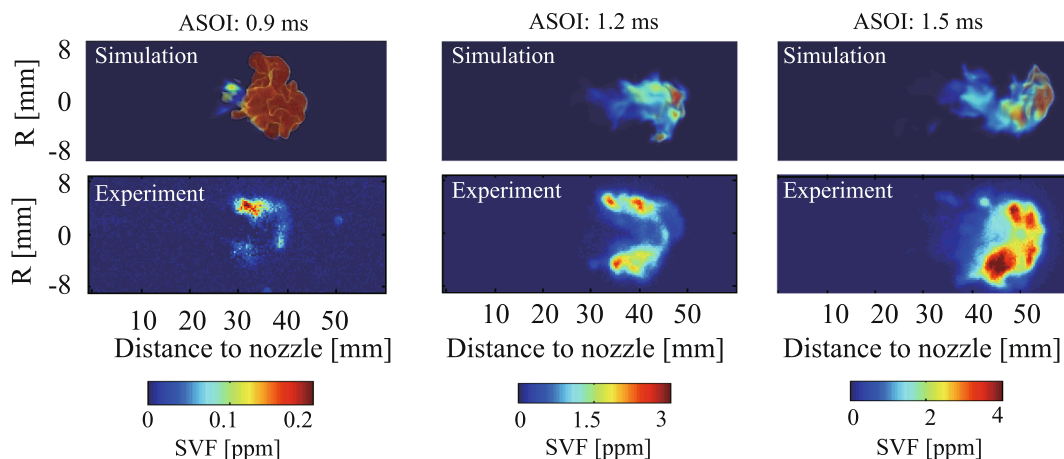 ASOI: 0.9 ms
ASOI: 1.2 ms
ASOI: 1.5 ms
8
Simulation
Simulation
Simulation
R [mm]
0
-8
8
Experiment
Experiment
Experiment
R [mm]
0
-8
10 20 30 40 50
10 20 30 40 50
10 20 30 40 50
Distance to nozzle [mm]
Distance to nozzle [mm]
Distance to nozzle [mm]
0 0.1 0.2
0 1.5 3
0 2 4
SVF [ppm]
SVF [ppm]
SVF [ppm]